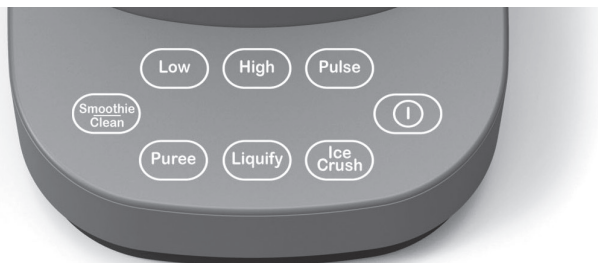 Low High Pulse
Smoothie
Clean
Puree Liquify Ice
Crush